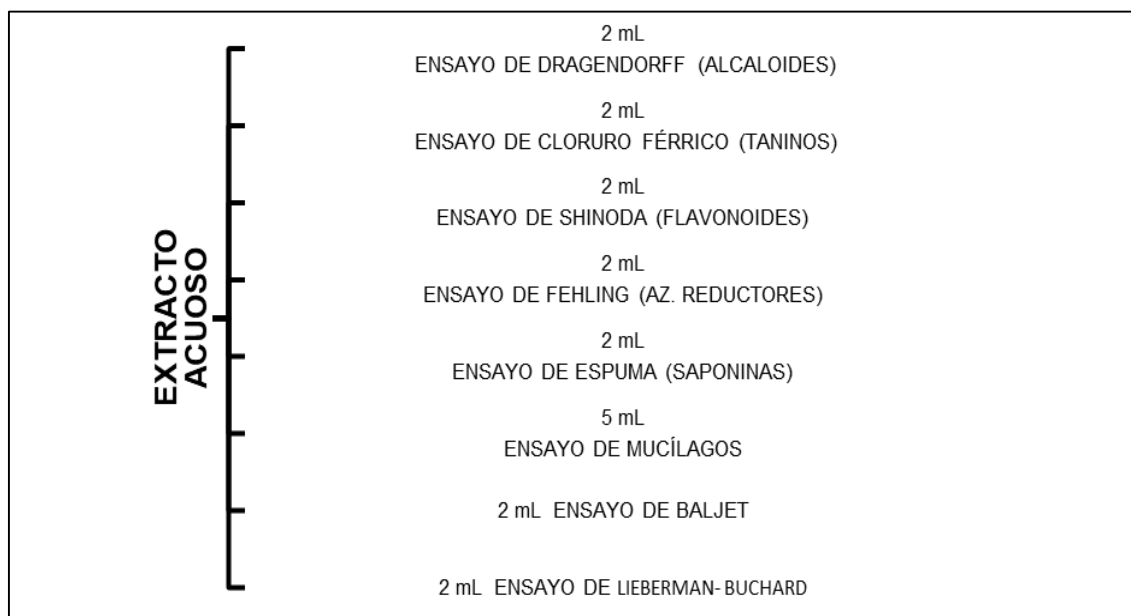 EXTRACTO
ACUOSO
2 mL
ENSAYO DE DRAGENDORFF (ALCALOIDES)
2 mL
ENSAYO DE CLORURO FÉRRICO (TANINOS)
2 mL
ENSAYO DE SHINODA (FLAVONOIDES)
2 mL
ENSAYO DE FEHLING (AZ. REDUCTORES)
2 mL
ENSAYO DE ESPUMA (SAPONINAS)
5 mL
ENSAYO DE MUCÍLAGOS
2 mL ENSAYO DE BALJET
2 mL ENSAYO DE LIEBERMAN-BUCHARD